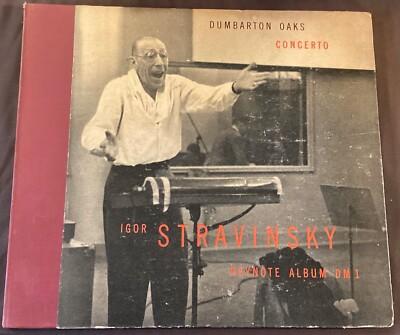 DUMBARTON OAKS
CONCERTO
IGOR STRAVINSKY
KEYNOTE ALBUM DM 1